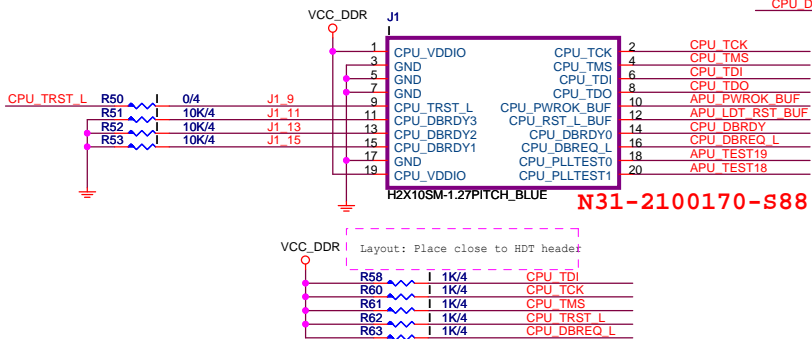 CPU_D
VCC_DDR J1
1 CPU_VDDIO CPU_TCK 2 CPU_TCK
3 GND CPU_TMS 4 CPU_TMS
5 GND CPU_TDI 6 CPU_TDI
7 GND CPU_TDO 8 CPU_TDO
CPU_TRST_L R50 0/4 J1_9 9 CPU_TRST_L CPU_PWROK_BUF 10 APU_PWROK_BUF
R51 10K/4 J1_11 11 CPU_DBRDY3 CPU_RST_L_BUF 12 APU_LDT_RST_BUF
R52 10K/4 J1_13 13 CPU_DBRDY2 CPU_DBRDY0 14 CPU_DBRDY
R53 10K/4 J1_15 15 CPU_DBRDY1 CPU_DBREQ_L 16 CPU_DBREQ_L
17 GND CPU_PLLTEST0 18 APU_TEST19
19 CPU_VDDIO CPU_PLLTEST1 20 APU_TEST18
H2X10SM-1.27PITCH_BLUE N31-2100170-S88
VCC_DDR Layout: Place close to HDT header
R58 1K/4 CPU_TDI
R60 1K/4 CPU_TCK
R61 1K/4 CPU_TMS
R62 1K/4 CPU_TRST_L
R63 1K/4 CPU_DBREQ_L